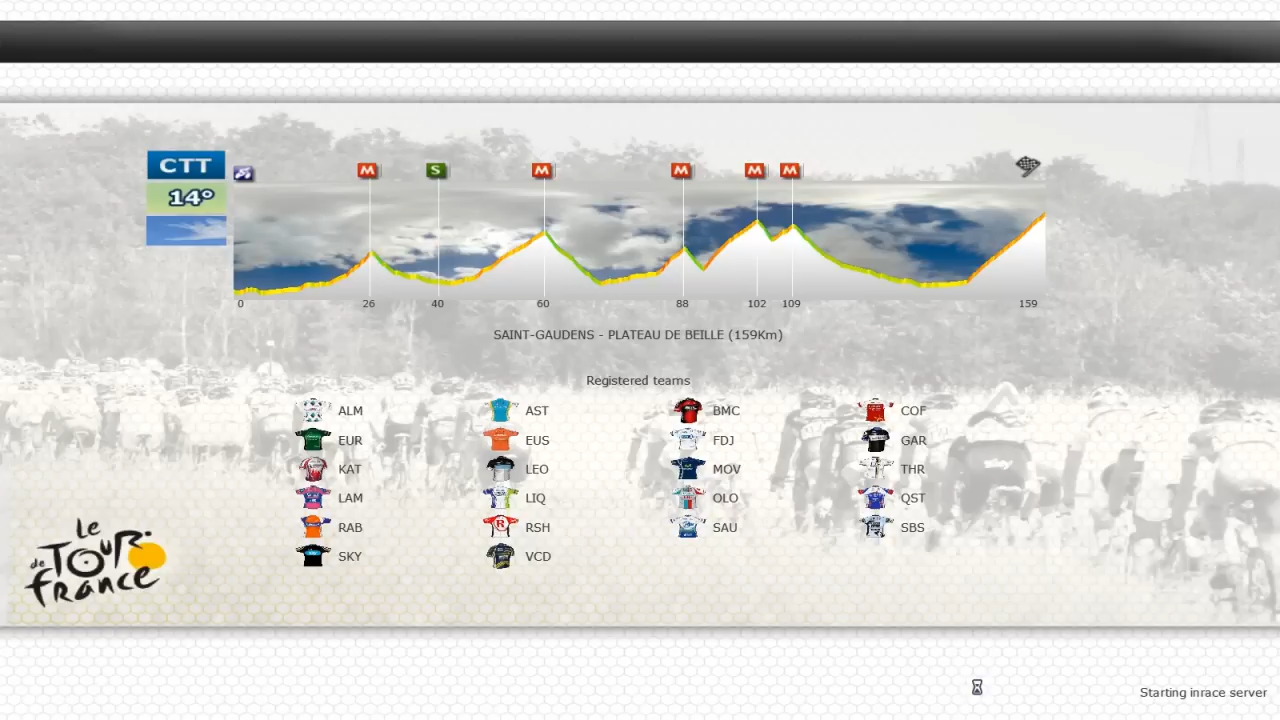 CTT
14°
M S M M M M
0 26 40 60 88 102 109 159
SAINT-GAUDENS - PLATEAU DE BEILLE (159Km)
Registered teams
ALM AST BMC COF
EUR EUS FDJ GAR
KAT LEO MOV THR
LAM LIQ OLO QST
RAB RSH SAU SBS
SKY VCD
Le
TOUR
de
france
Starting inrace server